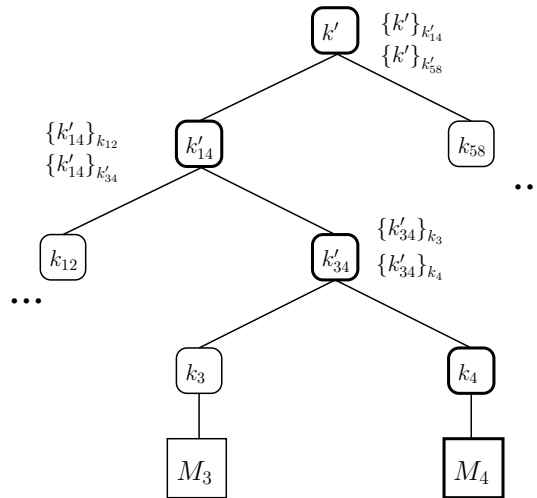 k′ {k′}_{k′_{14}}
{k′}_{k′_{58}}
{k′_{14}}_{k_{12}}
{k′_{14}}_{k′_{34}}
k′_{14}
k_{58}
••
k_{12}
k′_{34}
{k′_{34}}_{k_3}
{k′_{34}}_{k_4}
•••
k_3
k_4
M_3
M_4